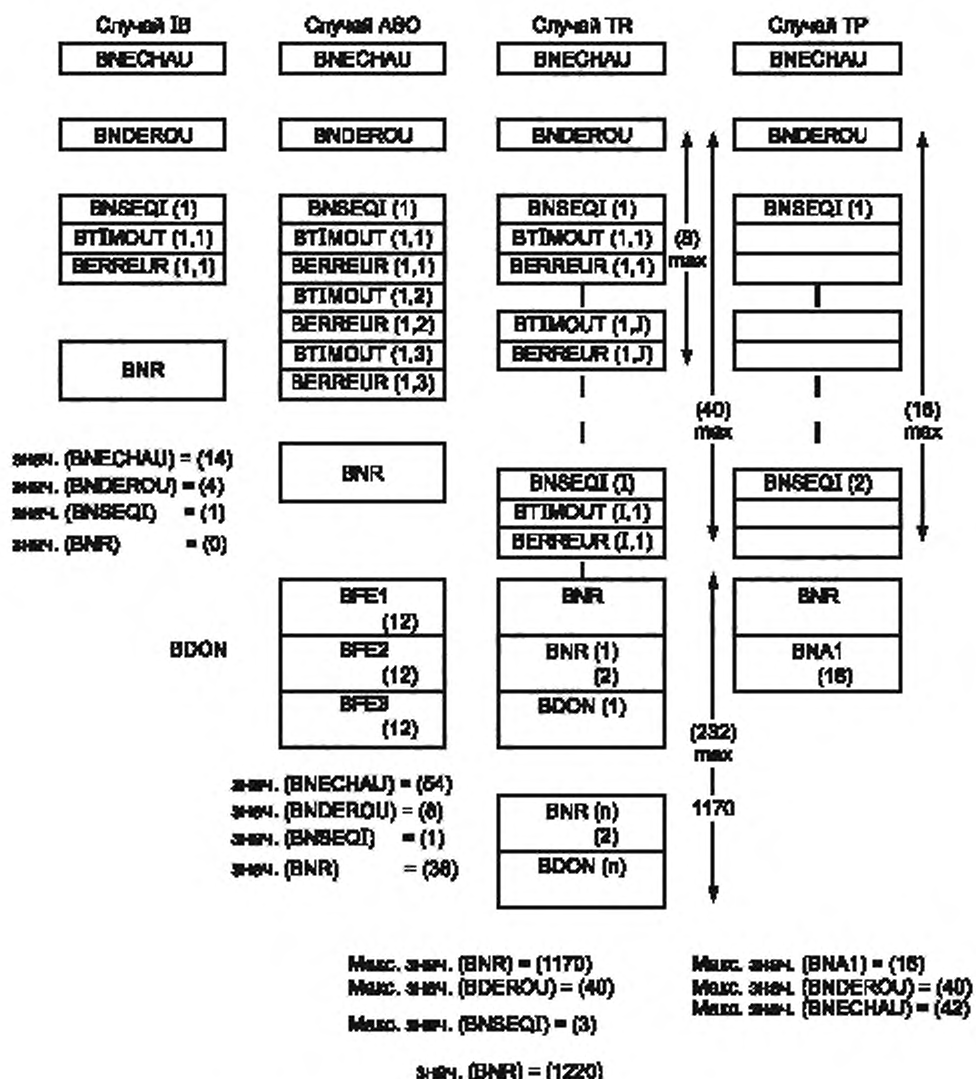 Случай IB
Случай ASO
Случай TR
Случай TP
BNECHAU
BNECHAU
BNECHAU
BNECHAU
BNDEROU
BNDEROU
BNDEROU
BNDEROU
BNSEQI (1)
BTIMOUT (1,1)
BERREUR (1,1)
BNR
знач. (BNECHAU) = (14)
знач. (BNDEROU) = (4)
знач. (BNSEQI) = (1)
знач. (BNR) = (0)
BDON
BNSEQI (1)
BTIMOUT (1,1)
BERREUR (1,1)
BTIMOUT (1,2)
BERREUR (1,2)
BTIMOUT (1,3)
BERREUR (1,3)
BNR
BFE1
(12)
BFE2
(12)
BFE3
(12)
знач. (BNECHAU) = (54)
знач. (BNDEROU) = (8)
знач. (BNSEQI) = (1)
знач. (BNR) = (36)
BNSEQI (1)
BTIMOUT (1,1)
BERREUR (1,1)
BTIMOUT (1,J)
BERREUR (1,J)
(8)
max
(40)
max
BNSEQI (I)
BTIMOUT (I,1)
BERREUR (I,1)
BNR
BNR (1)
(2)
BDON (1)
BNR (n)
(2)
BDON (n)
(232)
max
1170
BNSEQI (1)
(16)
max
BNSEQI (2)
BNR
BNA1
(16)
Макс. знач. (BNR) = (1170)
Макс. знач. (BDEROU) = (40)
Макс. знач. (BNSEQI) = (3)
знач. (BNR) = (1220)
Макс. знач. (BNA1) = (16)
Макс. знач. (BNDEROU) = (40)
Макс. знач. (BNECHAU) = (42)